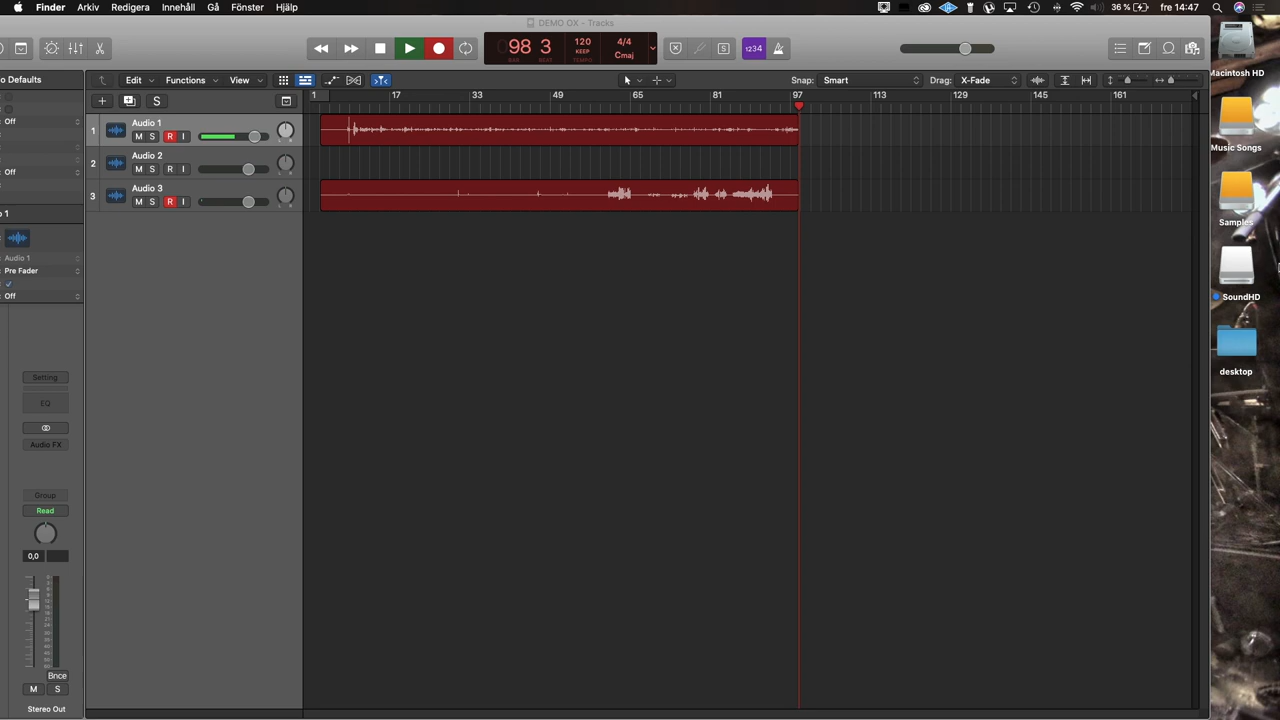 Finder Arkiv Redigera Innehåll Gå Fönster Hjälp 36 % fre 14:47
DEMO OX - Tracks
98 3 120 4/4
KEEP Cmaj
BAR BEAT TEMPO
S 1234
o Defaults Edit Functions View Snap: Smart Drag: X-Fade
S 1 17 33 49 65 81 97 113 129 145 161
Off
1 Audio 1
M S R I
2 Audio 2
M S R I
Off
3 Audio 3
M S R I
o 1
Audio 1
Pre Fader
Off
Setting
EQ
Audio FX
Group
Read
0,0
Bnce
M S
Stereo Out
Macintosh HD
Music Songs
Samples
SoundHD
desktop